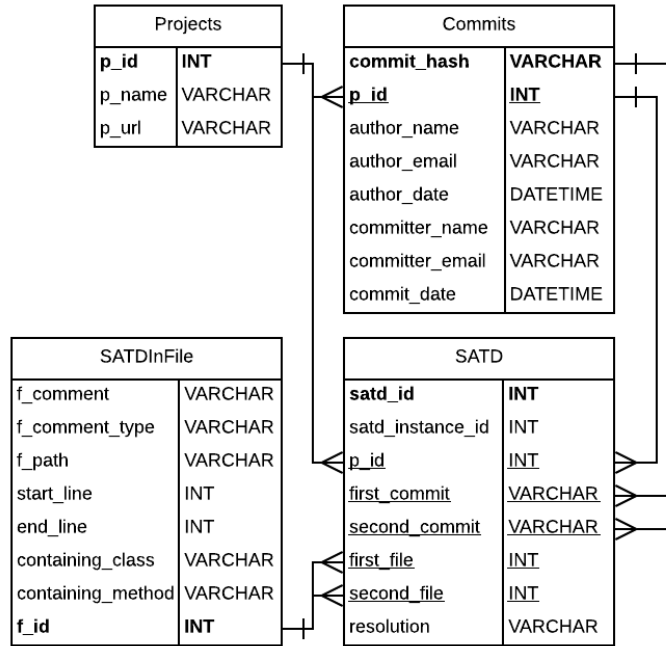 Projects
p_id INT
p_name VARCHAR
p_url VARCHAR
Commits
commit_hash VARCHAR
p_id INT
author_name VARCHAR
author_email VARCHAR
author_date DATETIME
committer_name VARCHAR
committer_email VARCHAR
commit_date DATETIME
SATDInFile
f_comment VARCHAR
f_comment_type VARCHAR
f_path VARCHAR
start_line INT
end_line INT
containing_class VARCHAR
containing_method VARCHAR
f_id INT
SATD
satd_id INT
satd_instance_id INT
p_id INT
first_commit VARCHAR
second_commit VARCHAR
first_file INT
second_file INT
resolution VARCHAR